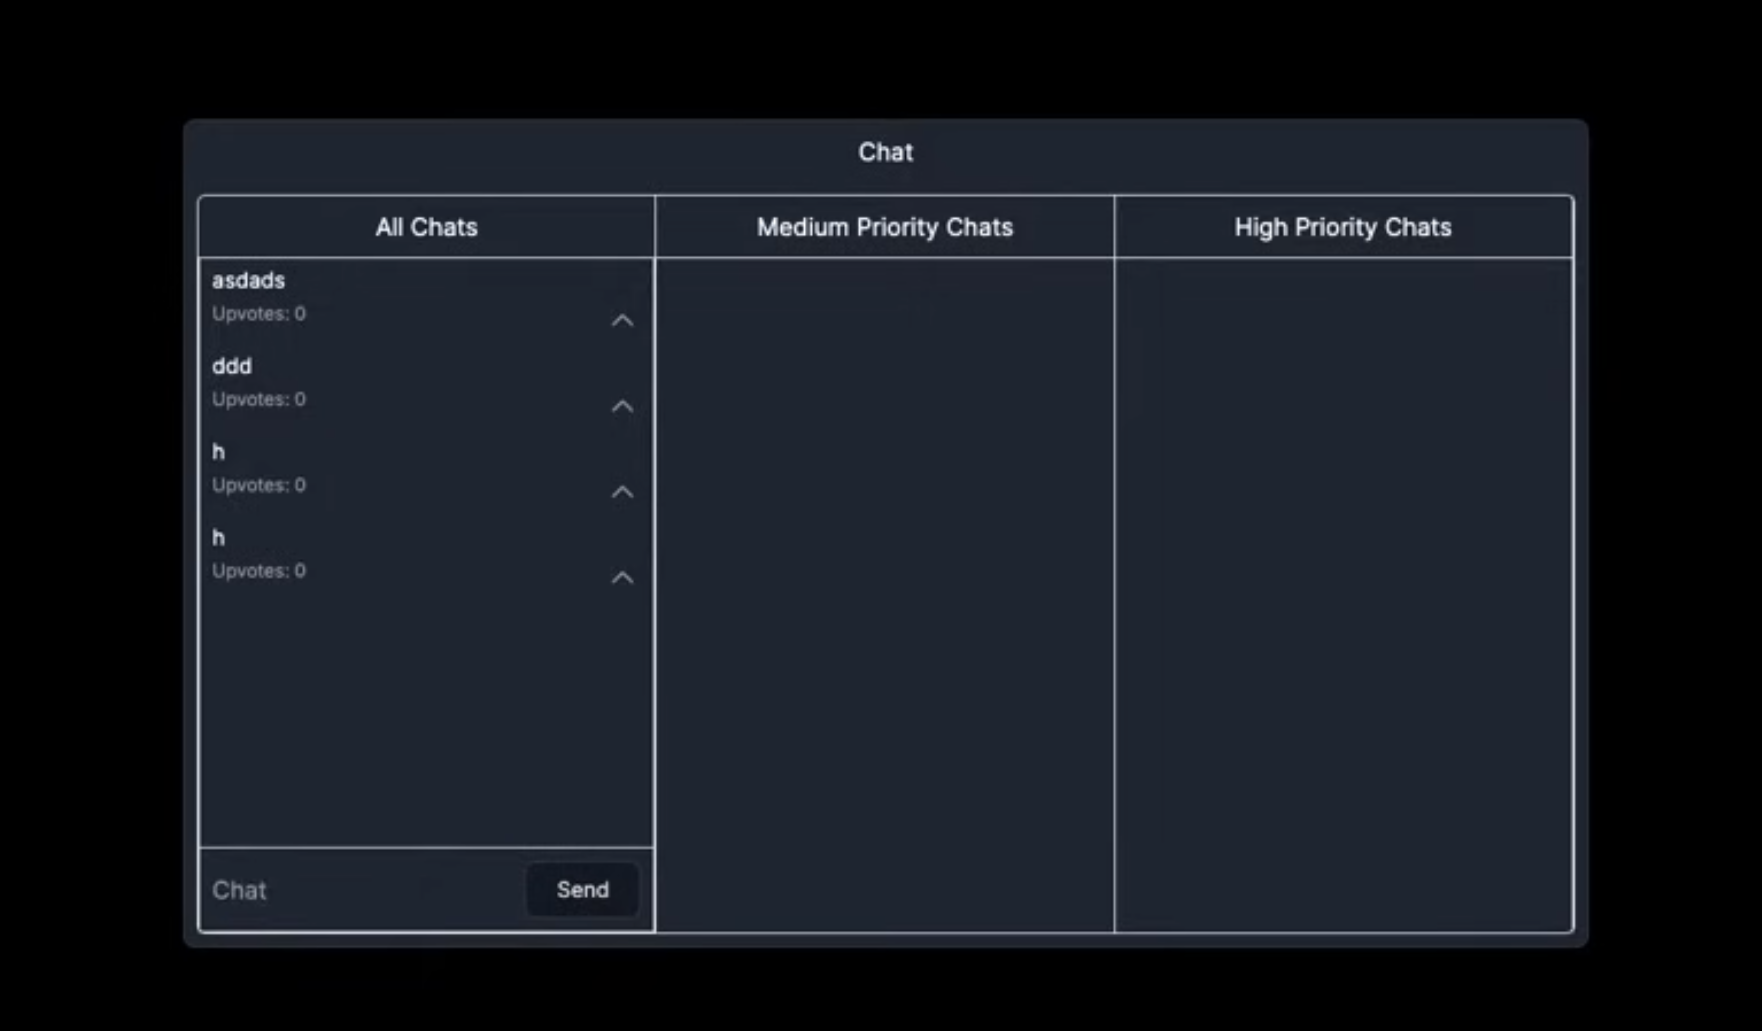 Chat
All Chats
Medium Priority Chats
High Priority Chats
asdads
Upvotes: 0
ddd
Upvotes: 0
h
Upvotes: 0
h
Upvotes: 0
Chat
Send